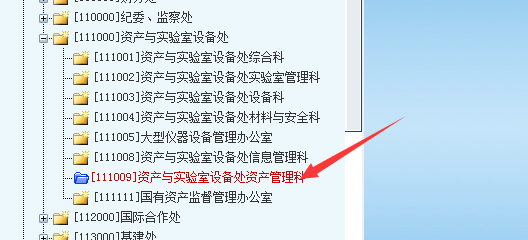 [110000]纪委、监察处
[111000]资产与实验室设备处
[111001]资产与实验室设备处综合科
[111002]资产与实验室设备处实验室管理科
[111003]资产与实验室设备处设备科
[111004]资产与实验室设备处材料与安全科
[111005]大型仪器设备管理办公室
[111008]资产与实验室设备处信息管理科
[111009]资产与实验室设备处资产管理科
[111111]国有资产监督管理办公室
[112000]国际合作处
[113000]基建处